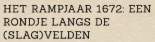 HET RAMPJAAR 1672: EEN
RONDJE LANGS DE
(SLAG)VELDEN